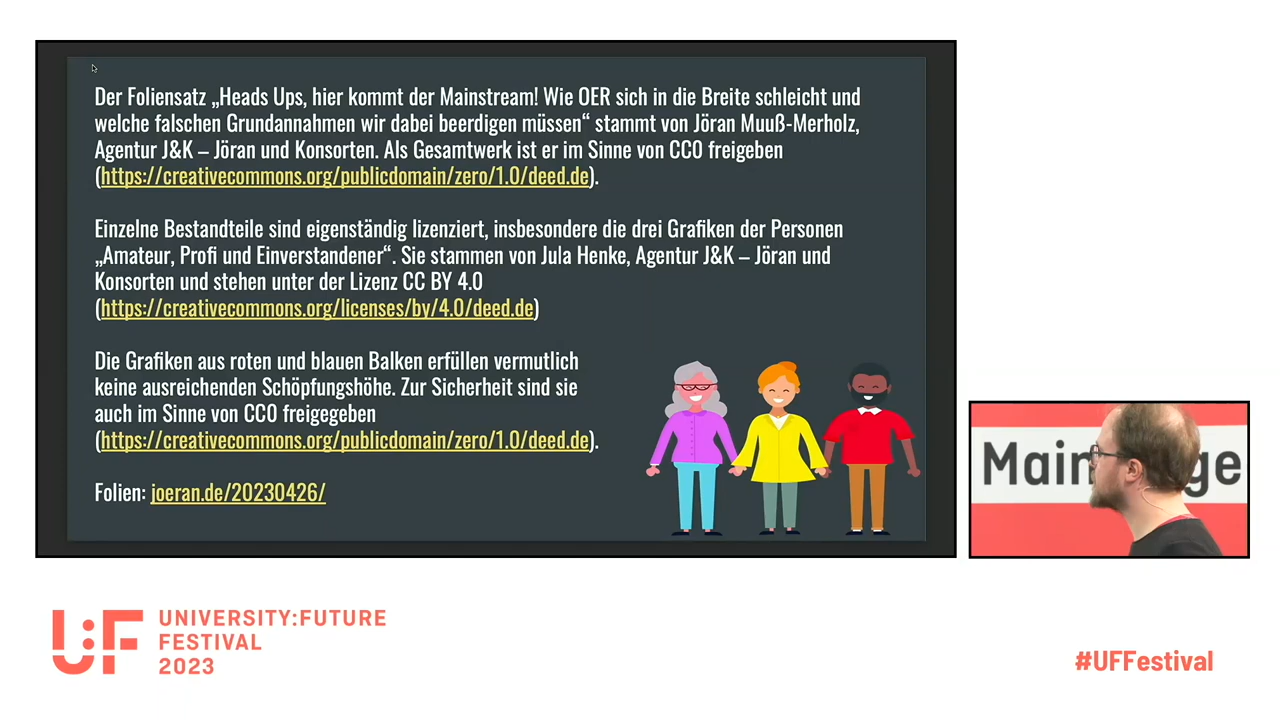 Der Foliensatz „Heads Ups, hier kommt der Mainstream! Wie OER sich in die Breite schleicht und
welche falschen Grundannahmen wir dabei beerdigen müssen“ stammt von Jöran Muuß-Merholz,
Agentur J&K – Jöran und Konsorten. Als Gesamtwerk ist er im Sinne von CC0 freigeben
(https://creativecommons.org/publicdomain/zero/1.0/deed.de).
Einzelne Bestandteile sind eigenständig lizenziert, insbesondere die drei Grafiken der Personen
„Amateur, Profi und Einverstandener“. Sie stammen von Jula Henke, Agentur J&K – Jöran und
Konsorten und stehen unter der Lizenz CC BY 4.0
(https://creativecommons.org/licenses/by/4.0/deed.de)
Die Grafiken aus roten und blauen Balken erfüllen vermutlich
keine ausreichenden Schöpfungshöhe. Zur Sicherheit sind sie
auch im Sinne von CC0 freigegeben
(https://creativecommons.org/publicdomain/zero/1.0/deed.de).
Folien: joeran.de/20230426/
U:F
UNIVERSITY:FUTURE
FESTIVAL
2023
#UFFestival